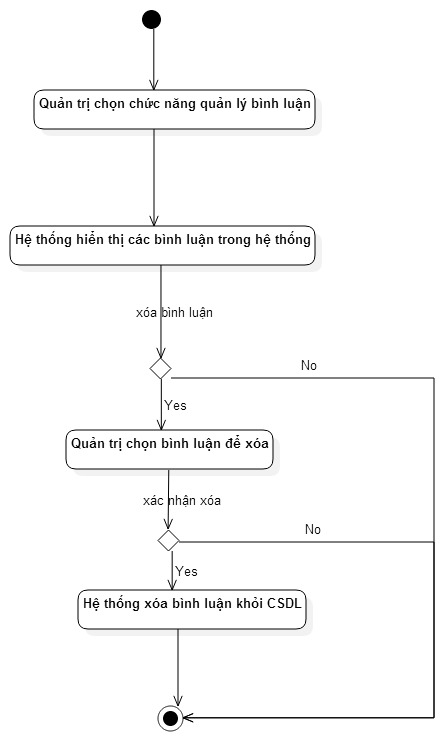 Quản trị chọn chức năng quản lý bình luận
Hệ thống hiển thị các bình luận trong hệ thống
xóa bình luận
No
Yes
Quản trị chọn bình luận để xóa
xác nhận xóa
No
Yes
Hệ thống xóa bình luận khỏi CSDL